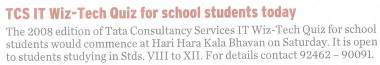 TCS IT Wiz-Tech Quiz for school students today
The 2008 edition of Tata Consultancy Services IT Wiz-Tech Quiz for school
students would commence at Hari Hara Kala Bhavan on Saturday. It is open
to students studying in Stds. VIII to XII. For details contact 92462 – 90091.